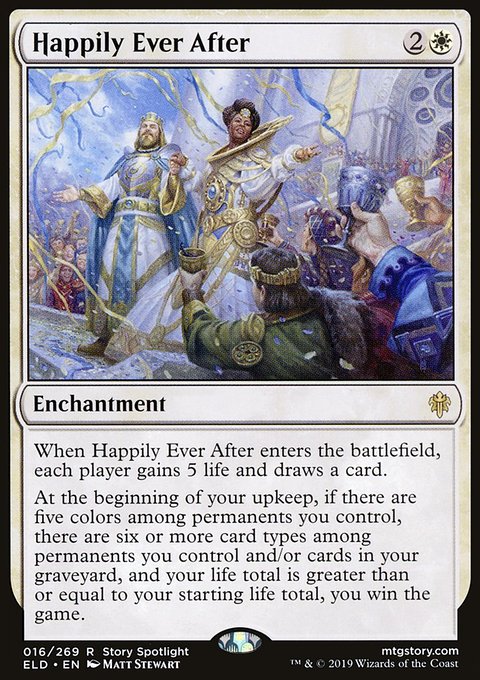 Happily Ever After 2
Enchantment
When Happily Ever After enters the battlefield,
each player gains 5 life and draws a card.
At the beginning of your upkeep, if there are
five colors among permanents you control,
there are six or more card types among
permanents you control and/or cards in your
graveyard, and your life total is greater than
or equal to your starting life total, you win the
game.
016/269 R Story Spotlight mtgstory.com
ELD • EN Matt Stewart ™ & © 2019 Wizards of the Coast